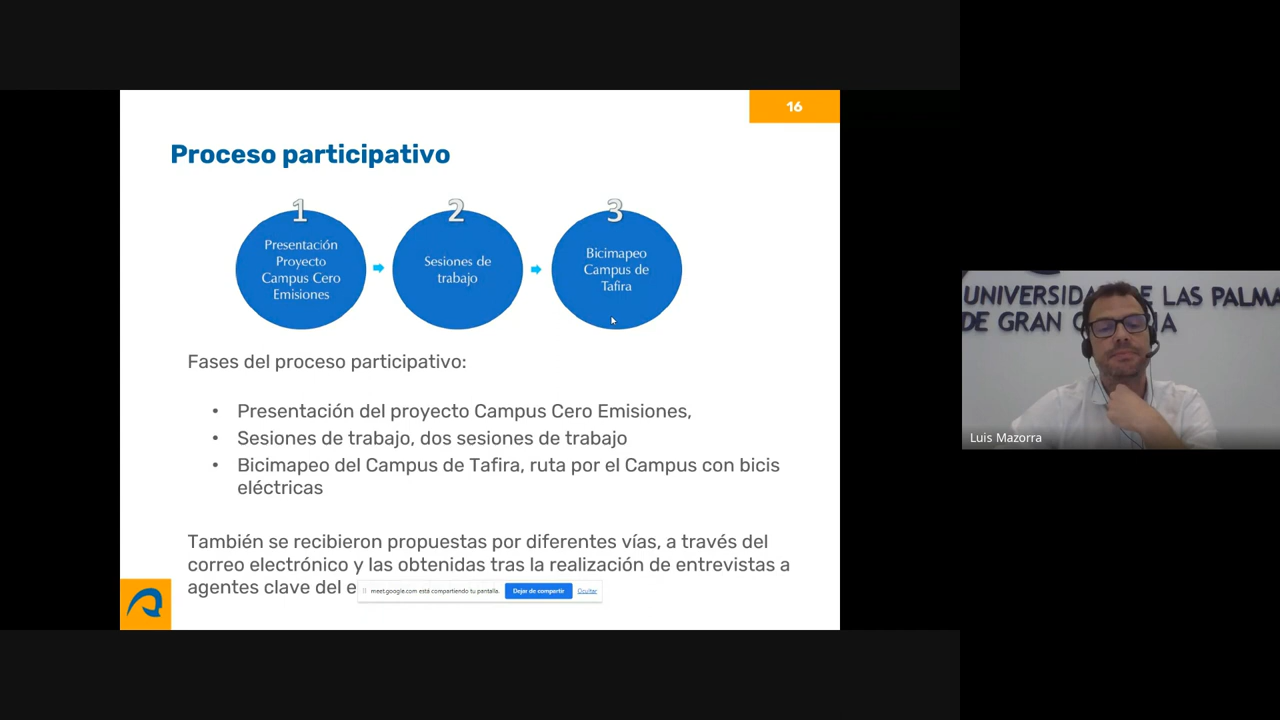 16
Proceso participativo
1
2
3
Presentación
Proyecto
Campus Cero
Emisiones
Sesiones de
trabajo
Bicimapeo
Campus de
Tafira
Fases del proceso participativo:
• Presentación del proyecto Campus Cero Emisiones,
• Sesiones de trabajo, dos sesiones de trabajo
• Bicimapeo del Campus de Tafira, ruta por el Campus con bicis
eléctricas
También se recibieron propuestas por diferentes vías, a través del
correo electrónico y las obtenidas tras la realización de entrevistas a
agentes clave del e
meet.google.com está compartiendo tu pantalla. Dejar de compartir Ocultar
UNIVERSIDA E LAS PALMA
DE GRAN C IA
Luis Mazorra